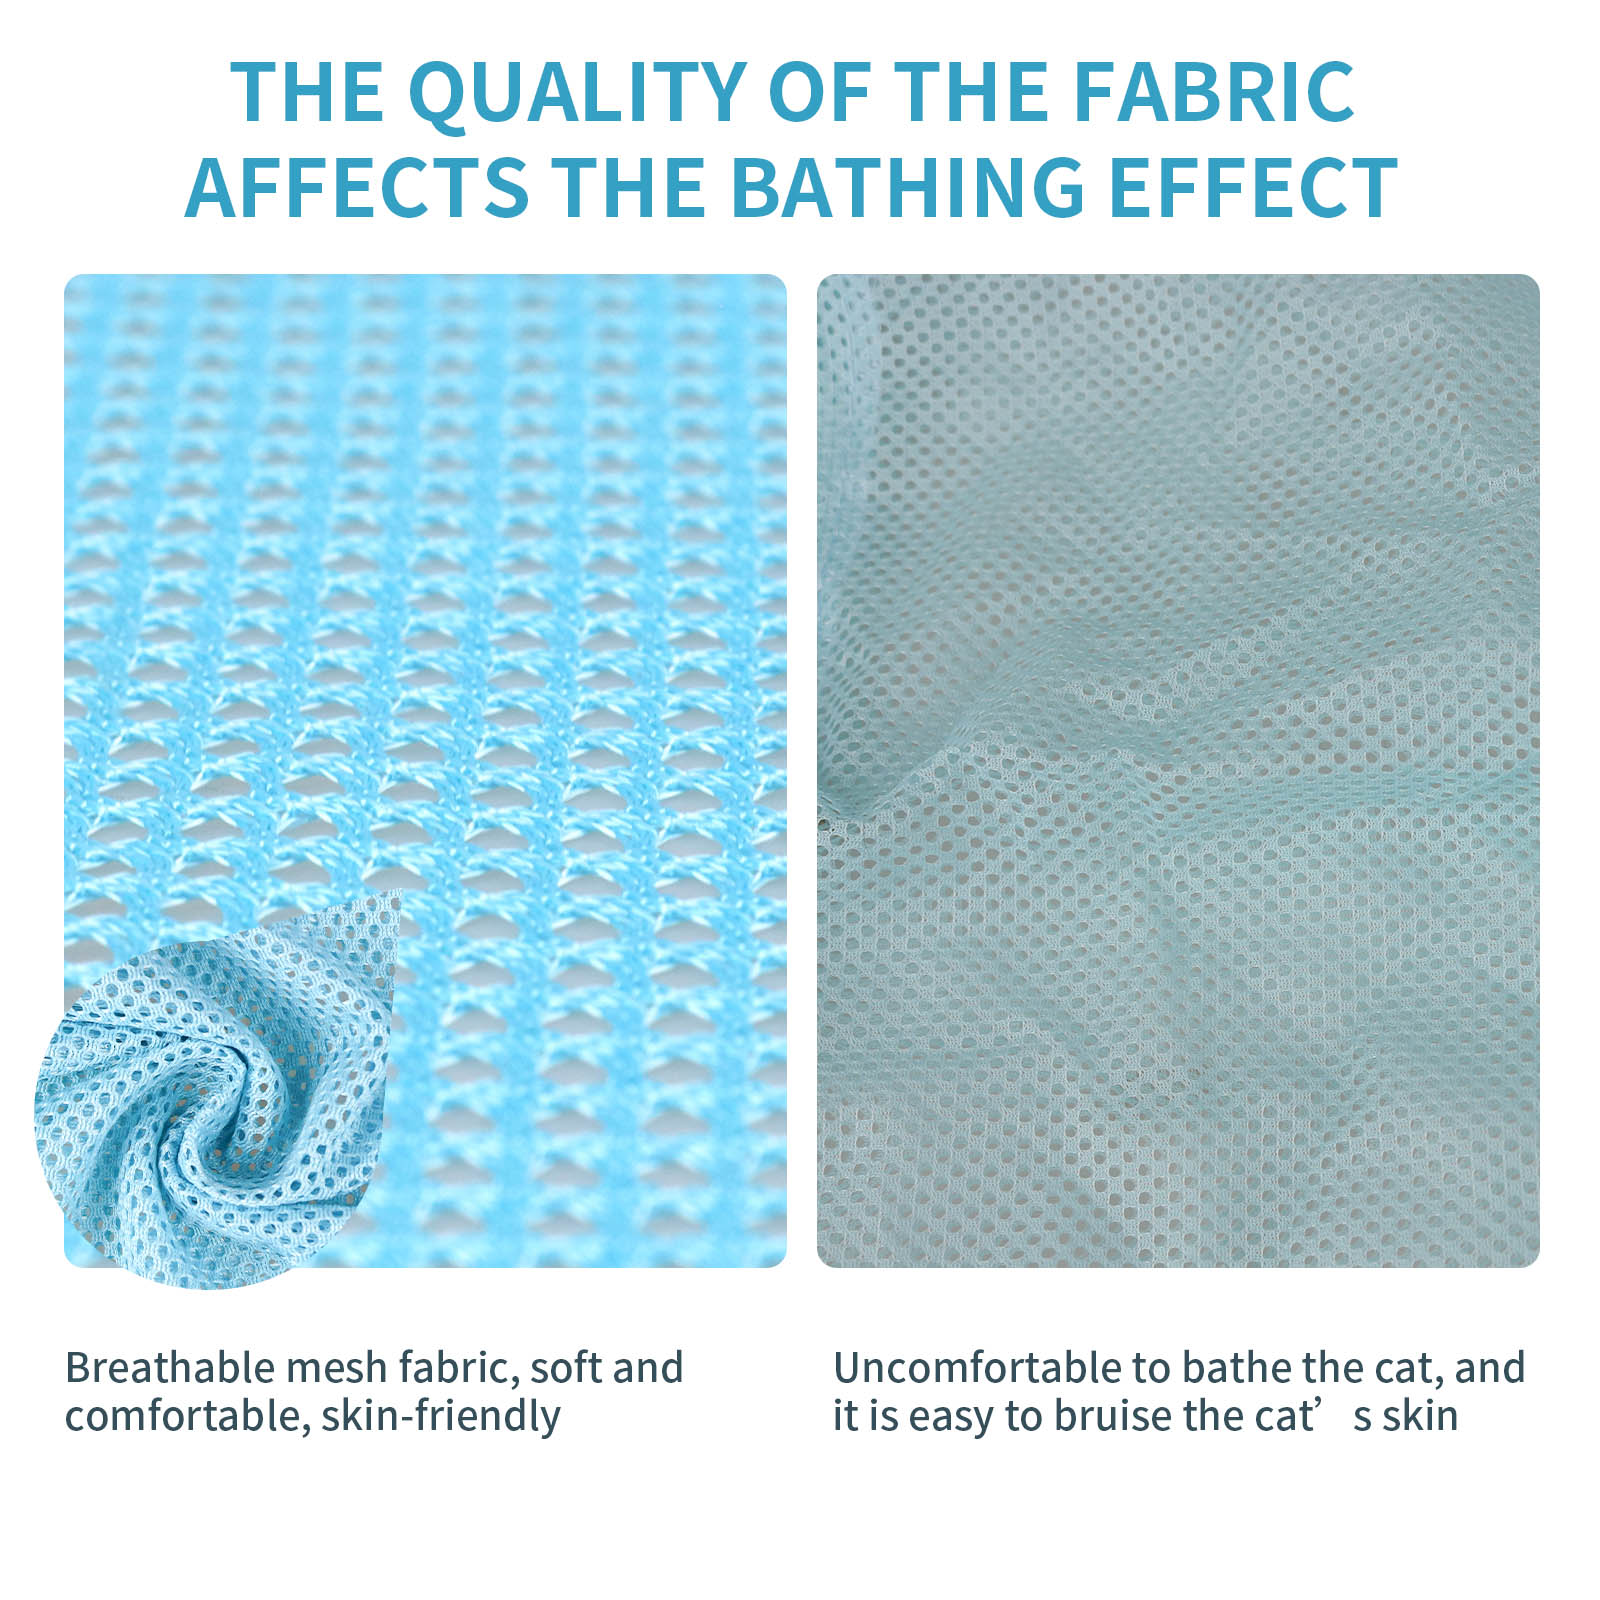 THE QUALITY OF THE FABRIC
AFFECTS THE BATHING EFFECT
Breathable mesh fabric, soft and
comfortable, skin-friendly
Uncomfortable to bathe the cat, and
it is easy to bruise the cat’ s skin